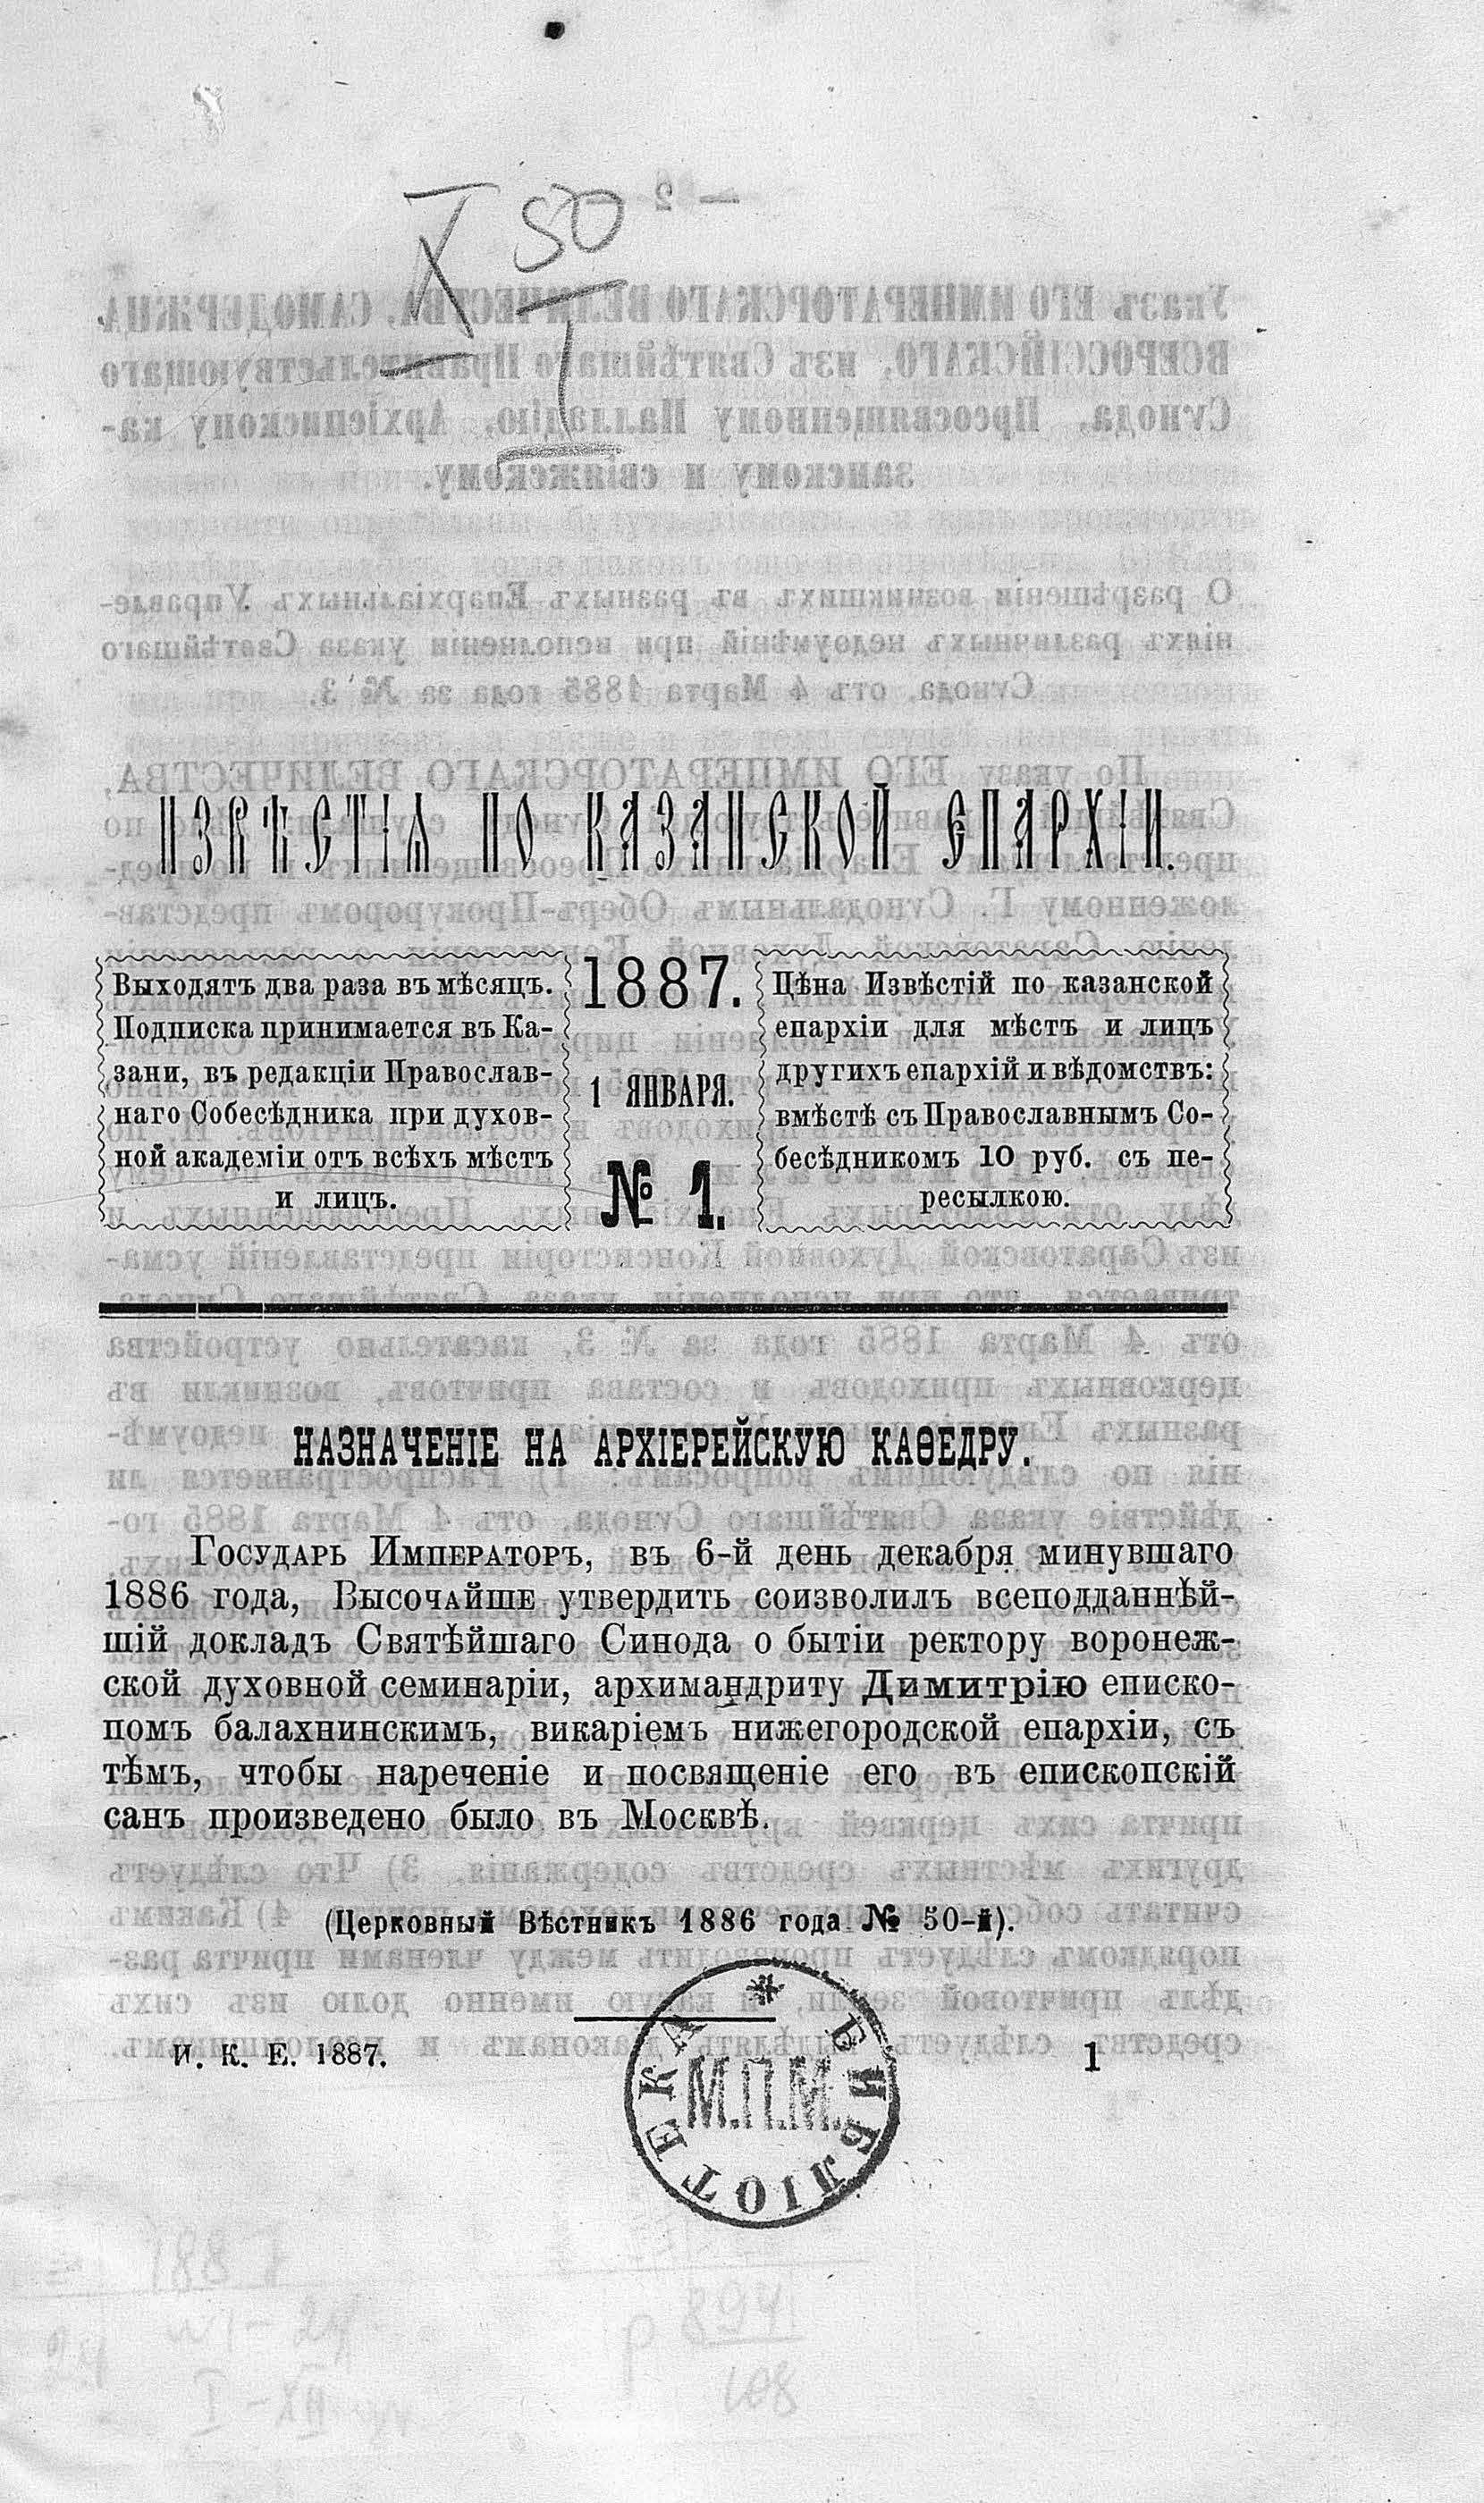 X 50
I
ИЗВѢСТІЯ ПО КАЗАНСКОЙ ЕПАРХІИ.
Выходятъ два раза въ мѣсяцъ.
Подписка принимается въ Ка-
зани, въ редакціи Православ-
наго Собесѣдника при духов-
ной академіи отъ всѣхъ мѣстъ
и лицъ.
1887.
1 ЯНВАРЯ.
№ 1.
Цѣна Извѣстій по казанской
епархіи для мѣстъ и лицъ
другихъ епархій и вѣдомствъ:
вмѣстѣ съ Православнымъ Со-
бесѣдникомъ 10 руб. съ пе-
ресылкою.
НАЗНАЧЕНІЕ НА АРХІЕРЕЙСКУЮ КАѲЕДРУ.
Государь Императоръ, въ 6-й день декабря минувшаго
1886 года, Высочайше утвердить соизволилъ всеподданнѣй-
шій докладъ Святѣйшаго Синода о бытіи ректору воронеж-
ской духовной семинаріи, архимандриту Димитрію еписко-
помъ балахнинскимъ, викаріемъ нижегородской епархіи, съ
тѣмъ, чтобы нареченіе и посвященіе его въ епископскій
санъ произведено было въ Москвѣ.
(Церковный Вѣстникъ 1886 года № 50-й).
И. К. Е. 1887.
1
БИБЛІОТЕКА
М.П.М.